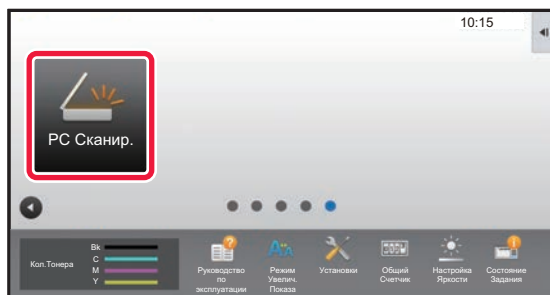 10:15
PC Сканир.
Кол.Тонера
Bk
C
M
Y
Руководство
по
эксплуатации
Режим
Увелич.
Показа
Установки
Общий
Счетчик
Настройка
Яркости
Состояние
Задания